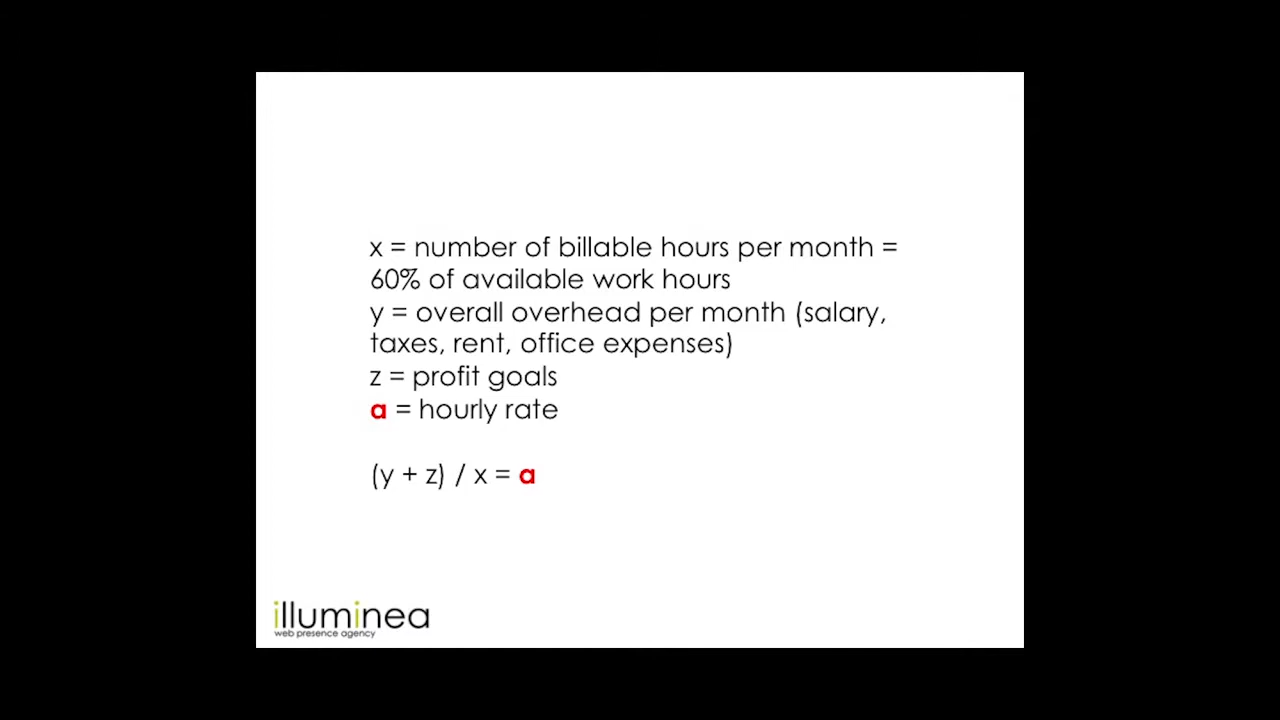 x = number of billable hours per month =
60% of available work hours
y = overall overhead per month (salary,
taxes, rent, office expenses)
z = profit goals
a = hourly rate
(y + z) / x = a
illuminea
web presence agency